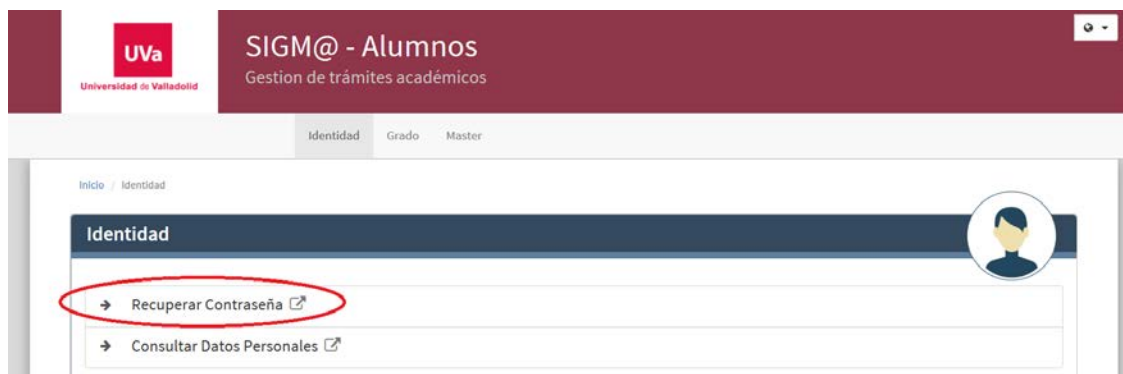 UVa
Universidad de Valladolid
SIGM@ - Alumnos
Gestion de trámites académicos
Identidad Grado Master
Inicio / Identidad
Identidad
Recuperar Contraseña
Consultar Datos Personales